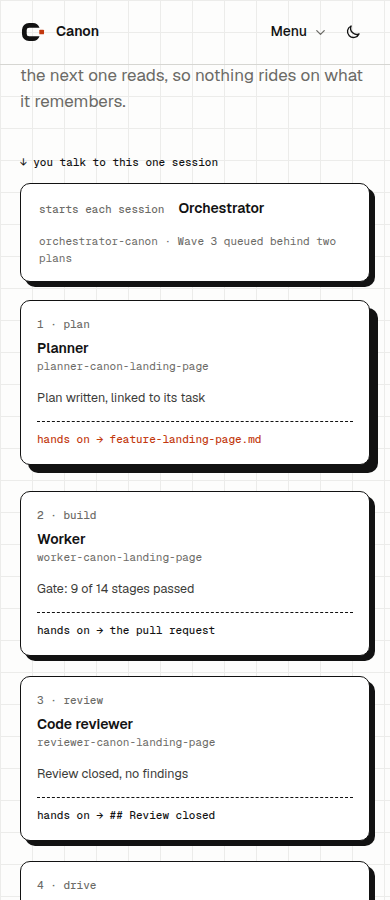 Canon
Menu
the next one reads, so nothing rides on what
it remembers.
↓ you talk to this one session
starts each session Orchestrator
orchestrator-canon · Wave 3 queued behind two
plans
1 · plan
Planner
planner-canon-landing-page
Plan written, linked to its task
hands on → feature-landing-page.md
2 · build
Worker
worker-canon-landing-page
Gate: 9 of 14 stages passed
hands on → the pull request
3 · review
Code reviewer
reviewer-canon-landing-page
Review closed, no findings
hands on → ## Review closed
4 · drive